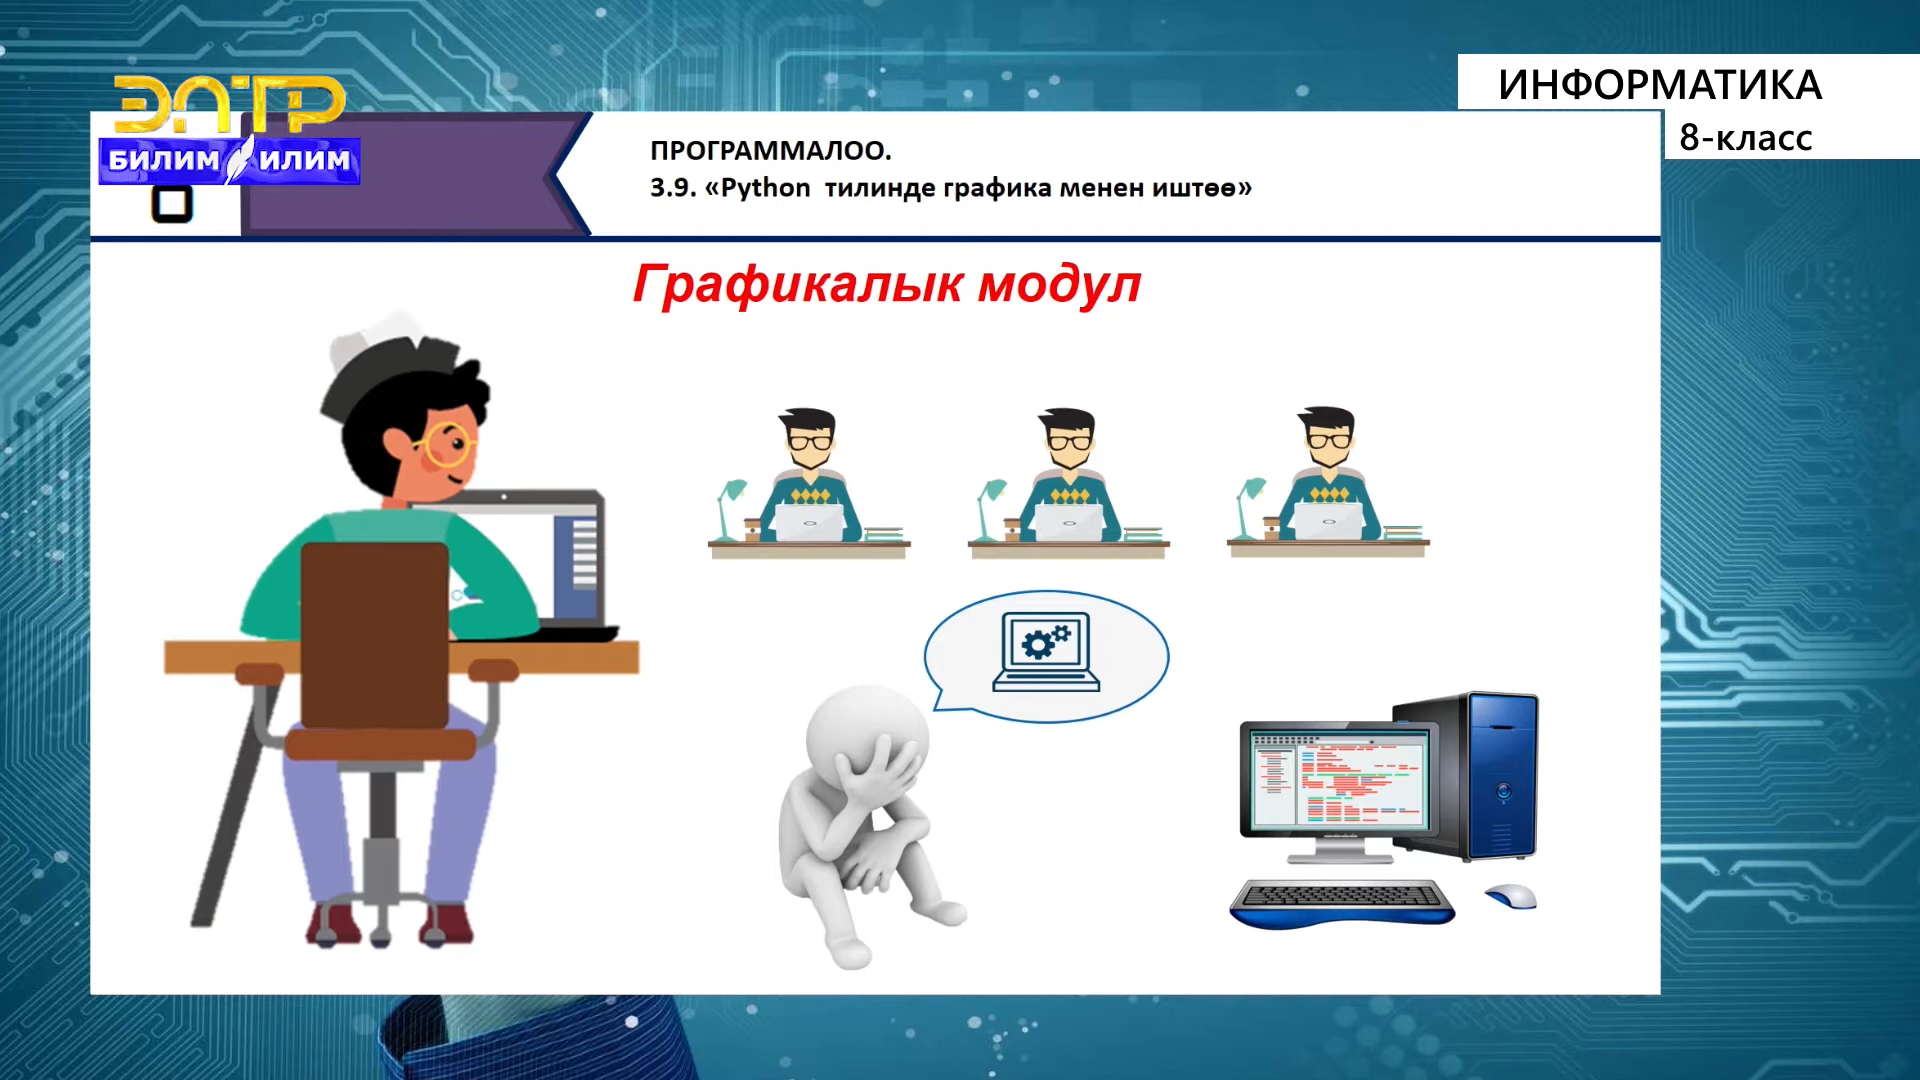 ЭЛТР
БИЛИМ ИЛИМ
ИНФОРМАТИКА
8-класс
ПРОГРАММАЛОО.
3.9. «Python тилинде графика менен иштөө»
Графикалык модул